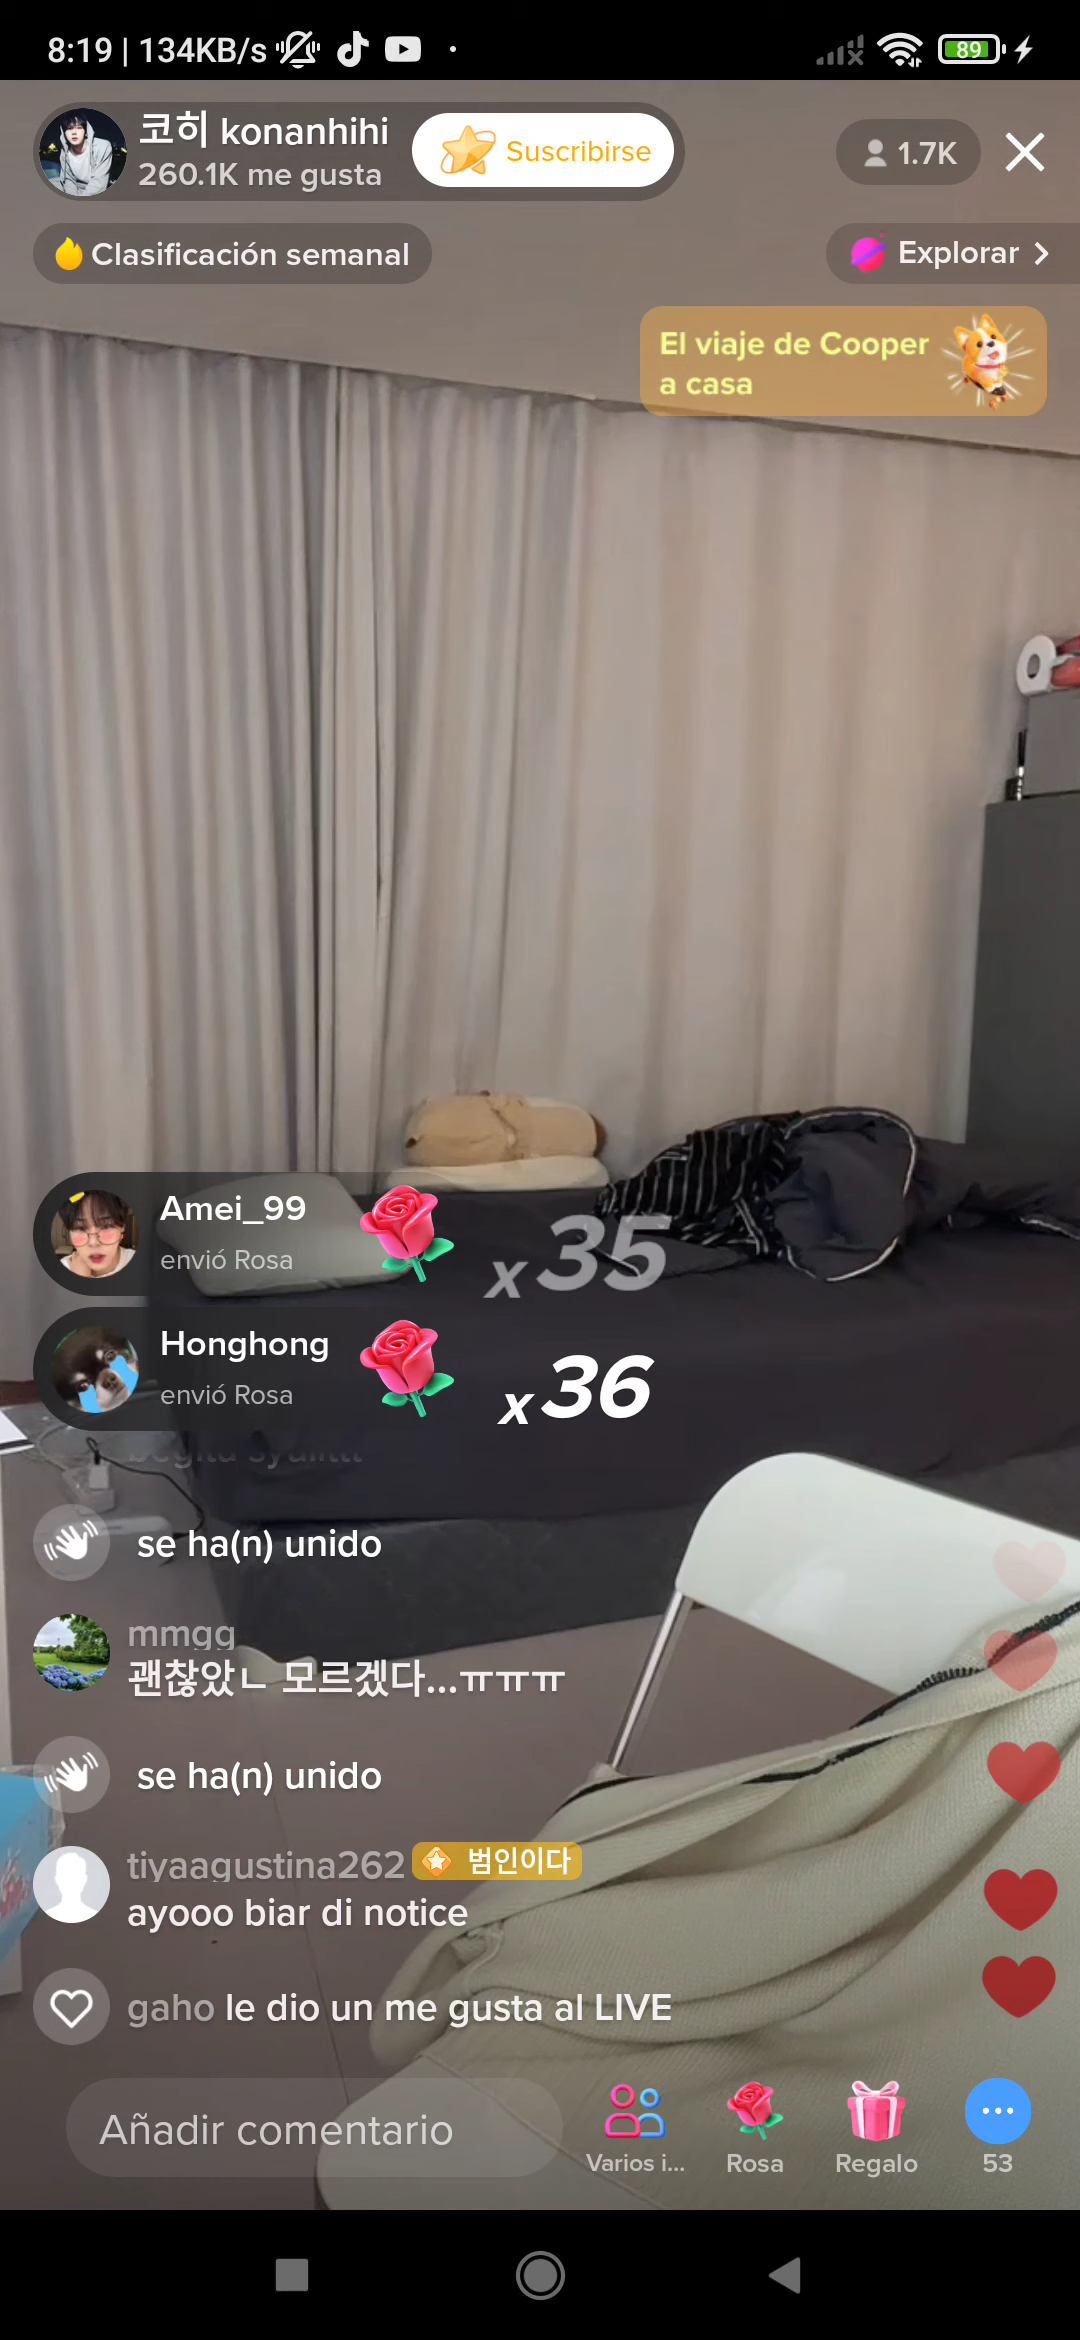 8:19 | 134KB/s
89
코히 konanhihi
260.1K me gusta
Suscribirse
1.7K
Clasificación semanal
Explorar
El viaje de Cooper
a casa
Amei_99
envió Rosa
x35
Honghong
envió Rosa
x36
se ha(n) unido
mmgg
괜찮았ㄴ 모르겠다...ㅠㅠㅠ
se ha(n) unido
tiyaagustina262 범인이다
ayooo biar di notice
gaho le dio un me gusta al LIVE
Añadir comentario
Varios i...
Rosa
Regalo
53